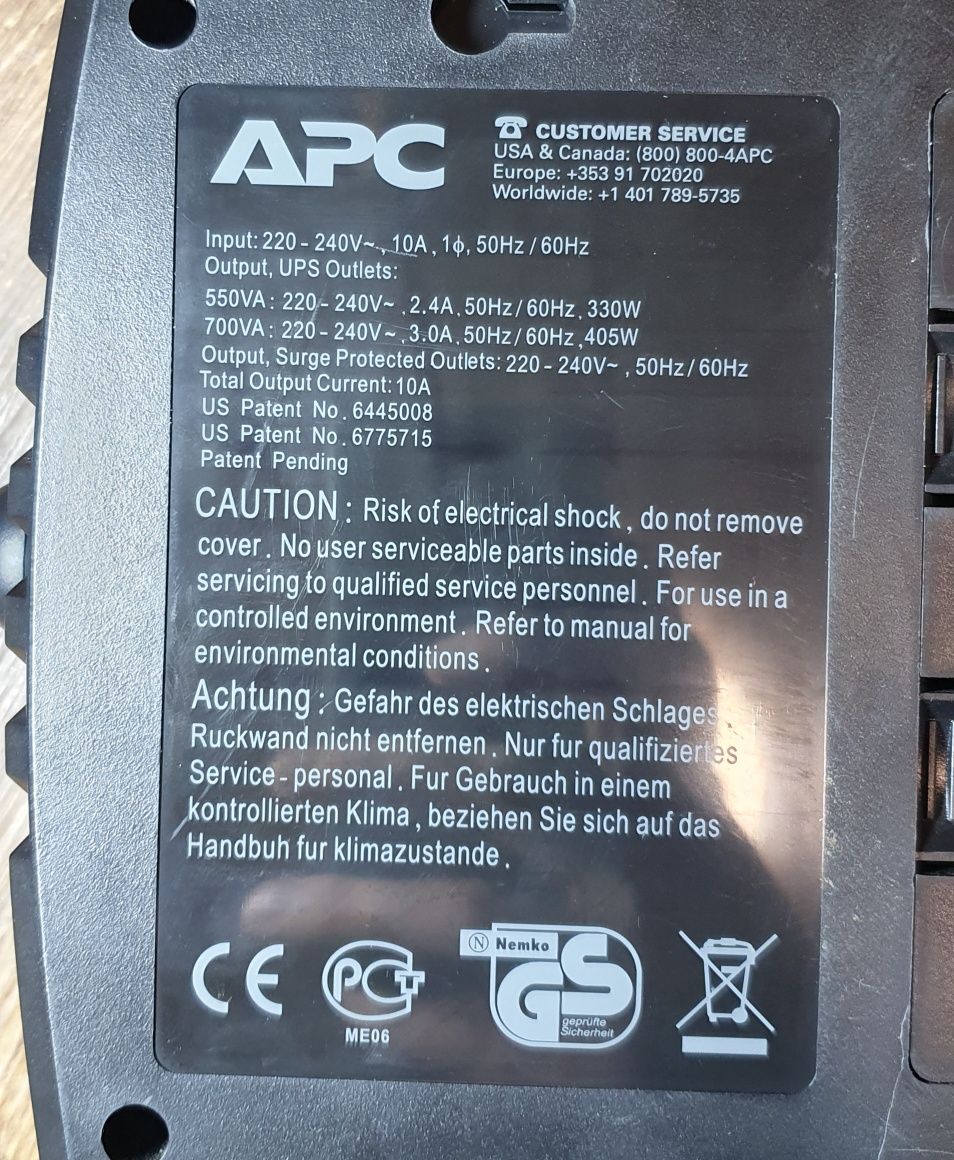 APC
CUSTOMER SERVICE
USA & Canada: (800) 800-4APC
Europe: +353 91 702020
Worldwide: +1 401 789-5735
Input: 220 - 240V~, 10A, 1ϕ, 50Hz / 60Hz
Output, UPS Outlets:
550VA: 220 - 240V~, 2.4A, 50Hz / 60Hz, 330W
700VA: 220 - 240V~, 3.0A, 50Hz / 60Hz, 405W
Output, Surge Protected Outlets: 220 - 240V~, 50Hz / 60Hz
Total Output Current: 10A
US Patent No. 6445008
US Patent No. 6775715
Patent Pending
CAUTION: Risk of electrical shock, do not remove
cover. No user serviceable parts inside. Refer
servicing to qualified service personnel. For use in a
controlled environment. Refer to manual for
environmental conditions.
Achtung: Gefahr des elektrischen Schlages.
Ruckwand nicht entfernen. Nur fur qualifiziertes
Service-personal. Fur Gebrauch in einem
kontrollierten Klima, beziehen Sie sich auf das
Handbuh fur klimazustande.
CE
PCT
ME06
N Nemko
GS
geprüfte
Sicherheit